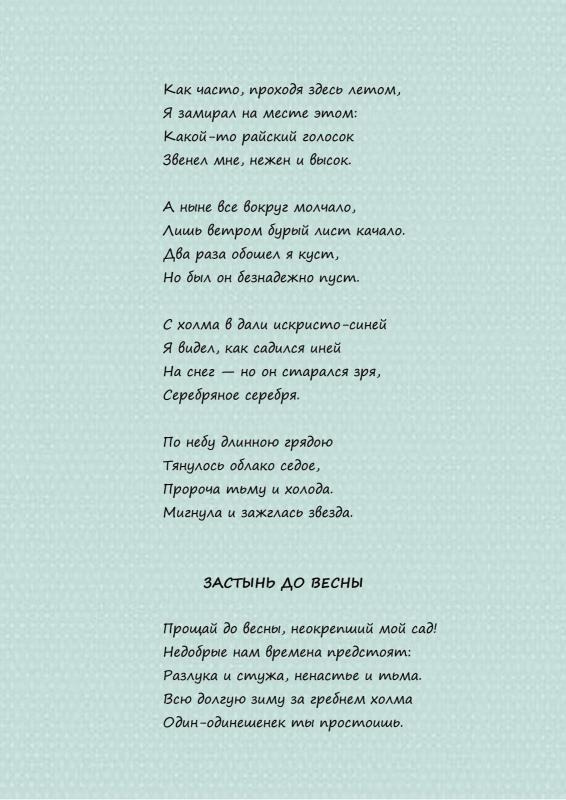 Как часто, проходя здесь летом,
Я замирал на месте этом:
Какой-то райский голосок
Звенел мне, нежен и высок.
А ныне все вокруг молчало,
Лишь ветром бурый лист качало.
Два раза обошел я куст,
Но был он безнадежно пуст.
С холма в дали искристо-синей
Я видел, как садился иней
На снег — но он старался зря,
Серебряное серебря.
По небу длинною грядою
Тянулось облако седое,
Пророча тьму и холода.
Мигнула и зажглась звезда.
ЗАСТЫНЬ ДО ВЕСНЫ
Прощай до весны, неокрепший мой сад!
Недобрые нам времена предстоят:
Разлука и стужа, ненастье и тьма.
Всю долгую зиму за гребнем холма
Один-одинешенек ты простоишь.